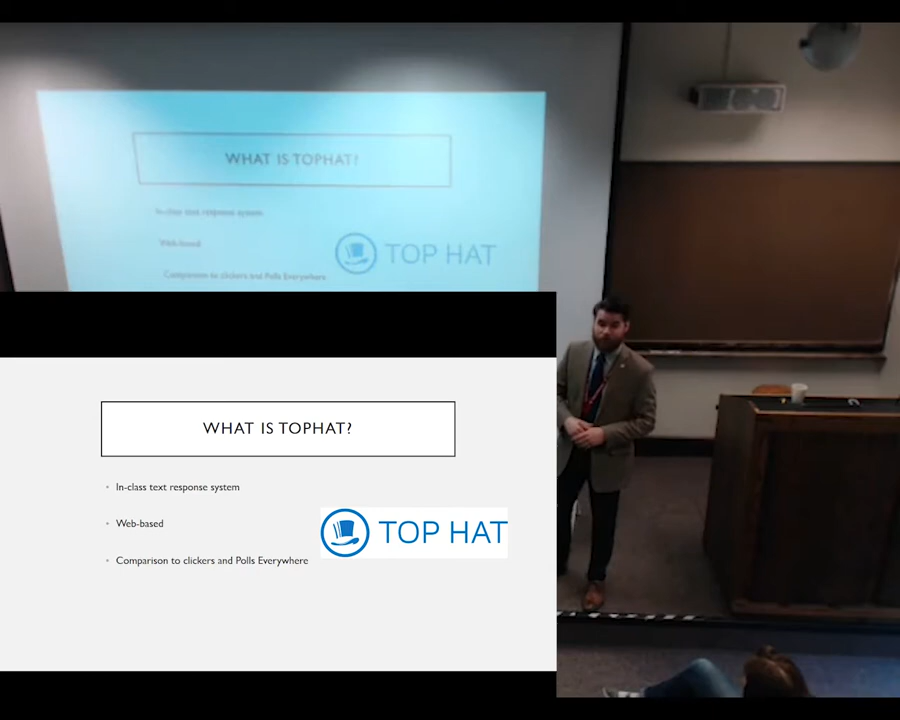 WHAT IS TOPHAT?
In-class text response system
Web-based
TOP HAT
Comparison to clickers and Polls Everywhere
WHAT IS TOPHAT?
• In-class text response system
• Web-based
TOP HAT
• Comparison to clickers and Polls Everywhere